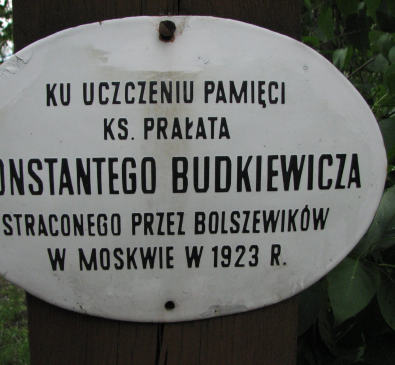 KU UCZCZENIU PAMIĘCI
KS. PRAŁATA
ONSTANTEGO BUDKIEWICZA
STRACONEGO PRZEZ BOLSZEWIKÓW
W MOSKWIE W 1923 R.